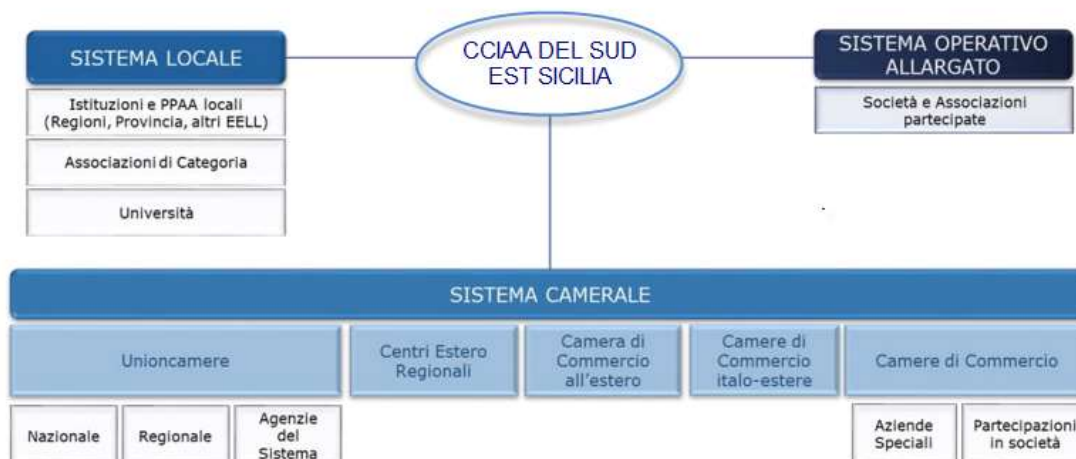 CCIAA DEL SUD
EST SICILIA
SISTEMA LOCALE
Istituzioni e PPAA locali
(Regioni, Provincia, altri EELL)
Associazioni di Categoria
Università
SISTEMA OPERATIVO
ALLARGATO
Società e Associazioni
partecipate
SISTEMA CAMERALE
Unioncamere
Centri Estero
Regionali
Camera di
Commercio
all'estero
Camere di
Commercio
italo-estere
Camere di Commercio
Nazionale
Regionale
Agenzie
del
Sistema
Aziende
Speciali
Partecipazioni
in società